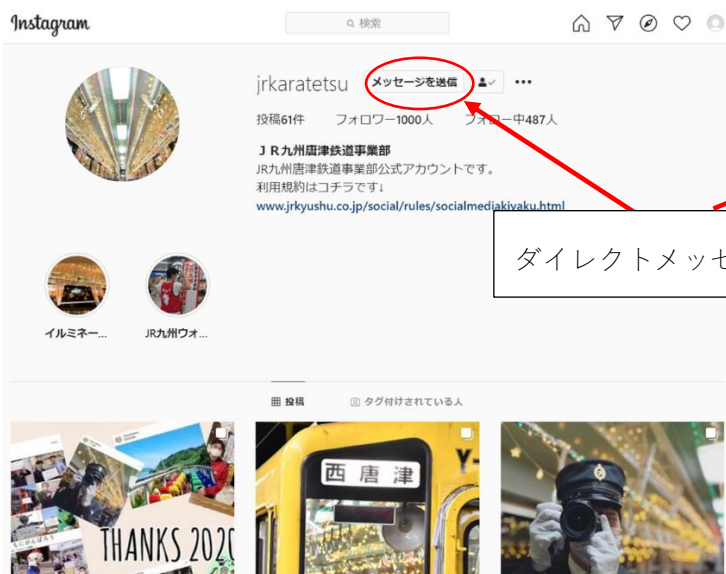 Instagram
検索
jrkaratetsu メッセージを送信
投稿61件 フォロワー1000人 フォロー中487人
JR九州唐津鉄道事業部
JR九州唐津鉄道事業部公式アカウントです。
利用規約はコチラです↓
www.jrkyushu.co.jp/social/rules/socialmediakiyaku.html
ダイレクトメッセ
イルミネー... JR九州ウォ...
投稿 タグ付けされている人
THANKS 2020
西唐津